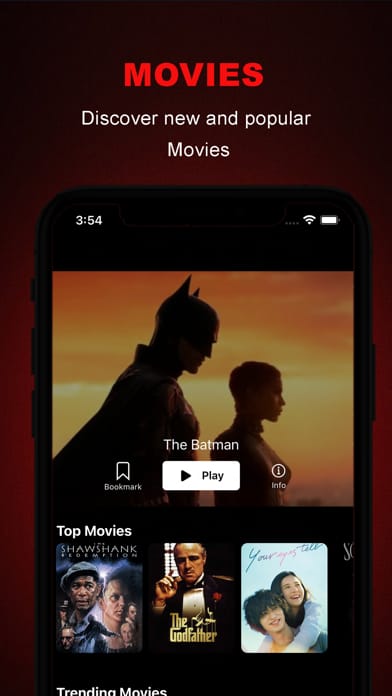 MOVIES
Discover new and popular
Movies
3:54
The Batman
Bookmark
Play
Info
Top Movies
SHAWSHANK
REDEMPTION
The
Godfather
Your eyes tell
Trending Movies